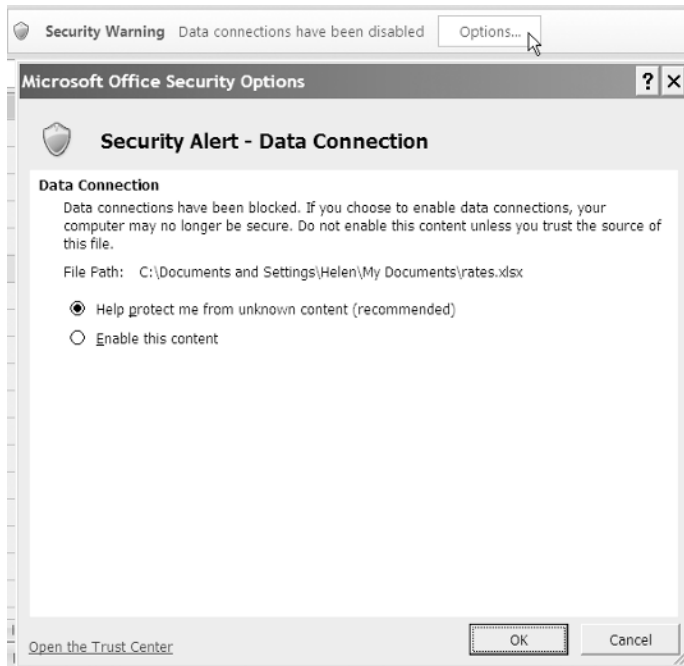 Security Warning Data connections have been disabled Options...
Microsoft Office Security Options ? ×
Security Alert - Data Connection
Data Connection
Data connections have been blocked. If you choose to enable data connections, your
computer may no longer be secure. Do not enable this content unless you trust the source of
this file.
File Path: C:\Documents and Settings\Helen\My Documents\rates.xlsx
Help protect me from unknown content (recommended)
Enable this content
Open the Trust Center OK Cancel